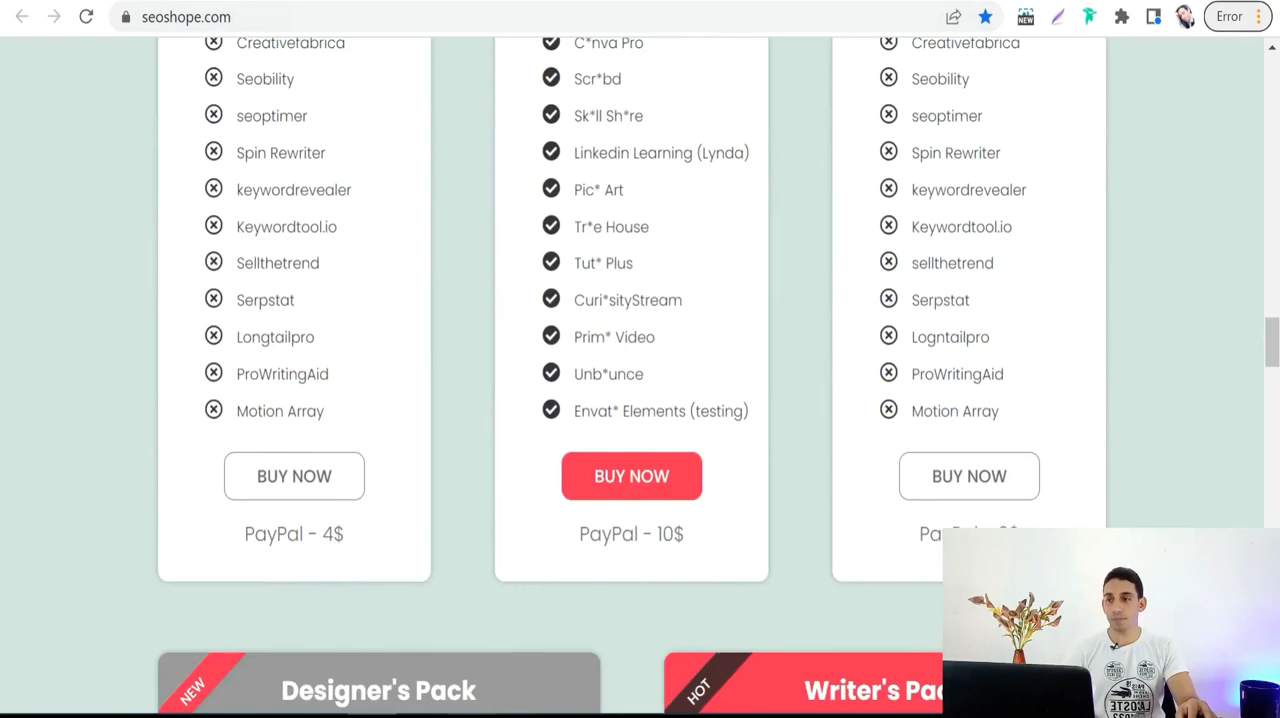 seoshope.com
NEW
Error
Creativefabrica
Seobility
seoptimer
Spin Rewriter
keywordrevealer
Keywordtool.io
Sellthetrend
Serpstat
Longtailpro
ProWritingAid
Motion Array
BUY NOW
PayPal - 4$
C*nva Pro
Scr*bd
Sk*ll Sh*re
Linkedin Learning (Lynda)
Pic* Art
Tr*e House
Tut* Plus
Curi*sityStream
Prim* Video
Unb*unce
Envat* Elements (testing)
BUY NOW
PayPal - 10$
Creativefabrica
Seobility
seoptimer
Spin Rewriter
keywordrevealer
Keywordtool.io
sellthetrend
Serpstat
Logntailpro
ProWritingAid
Motion Array
BUY NOW
NEW
Designer's Pack
HOT
Writer's
LACOSTE